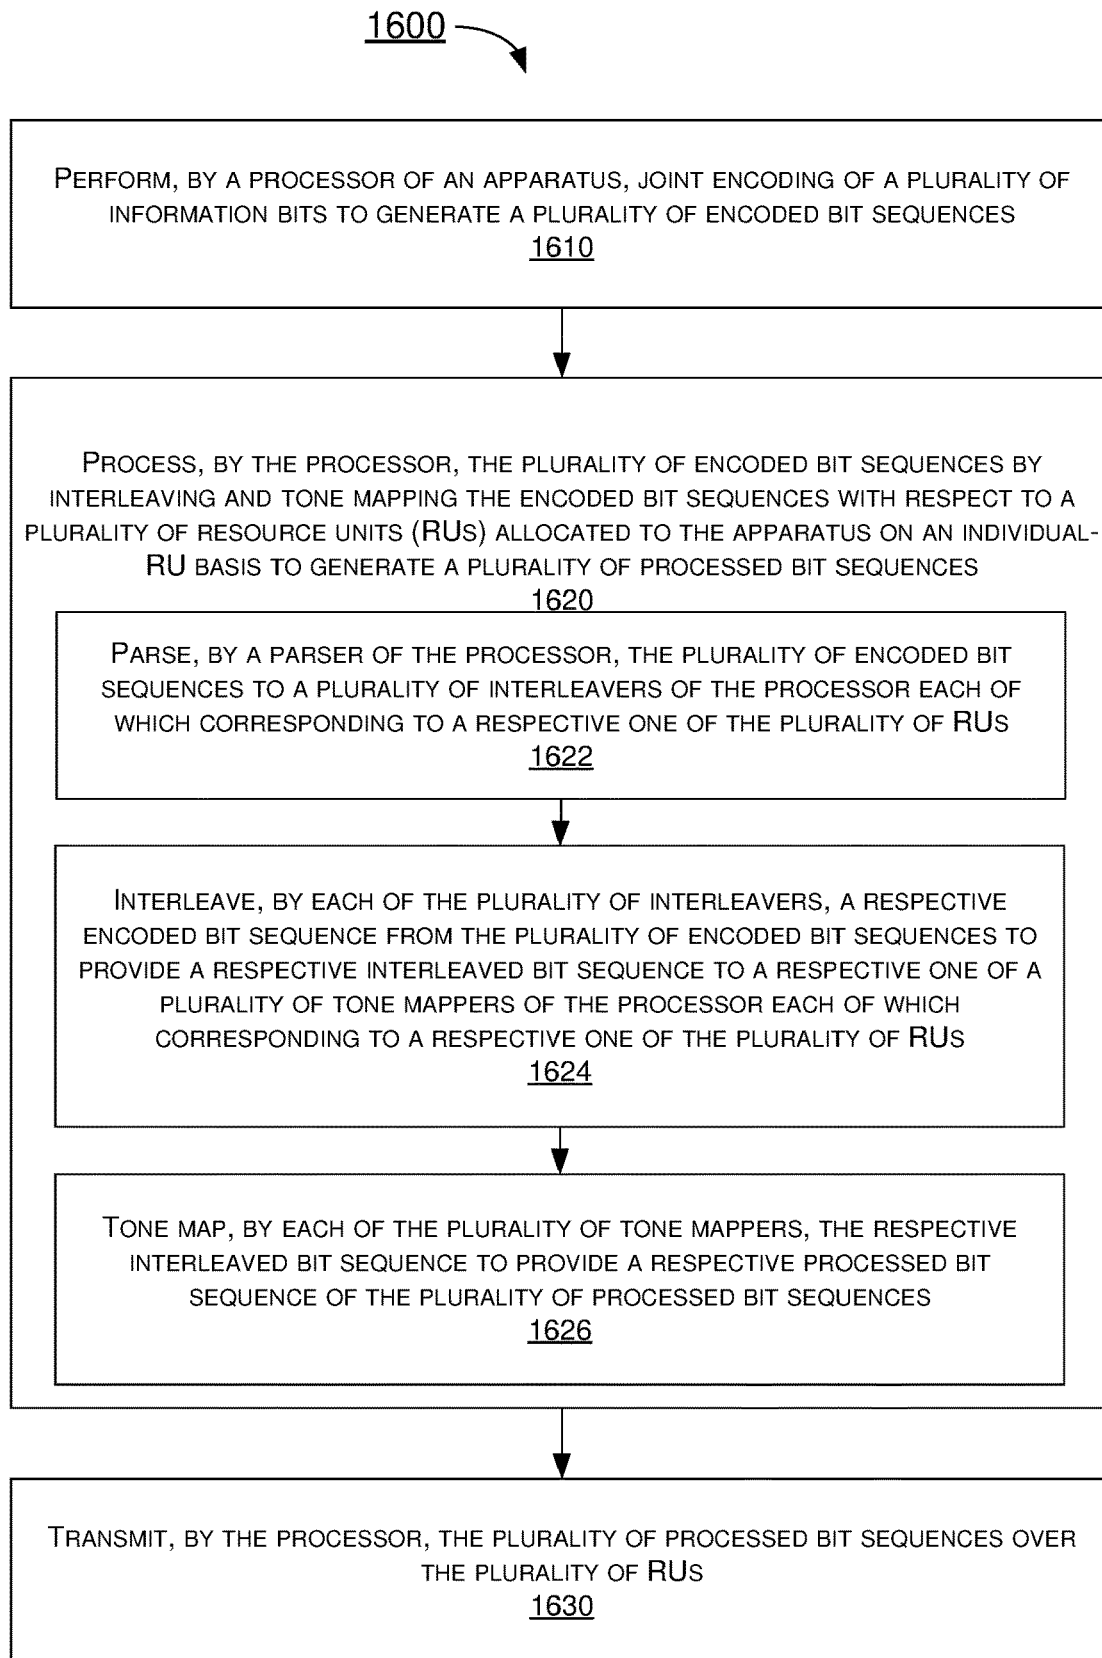 1600
PERFORM, BY A PROCESSOR OF AN APPARATUS, JOINT ENCODING OF A PLURALITY OF
INFORMATION BITS TO GENERATE A PLURALITY OF ENCODED BIT SEQUENCES
1610
PROCESS, BY THE PROCESSOR, THE PLURALITY OF ENCODED BIT SEQUENCES BY
INTERLEAVING AND TONE MAPPING THE ENCODED BIT SEQUENCES WITH RESPECT TO A
PLURALITY OF RESOURCE UNITS (RUS) ALLOCATED TO THE APPARATUS ON AN INDIVIDUAL-
RU BASIS TO GENERATE A PLURALITY OF PROCESSED BIT SEQUENCES
1620
PARSE, BY A PARSER OF THE PROCESSOR, THE PLURALITY OF ENCODED BIT
SEQUENCES TO A PLURALITY OF INTERLEAVERS OF THE PROCESSOR EACH OF
WHICH CORRESPONDING TO A RESPECTIVE ONE OF THE PLURALITY OF RUS
1622
INTERLEAVE, BY EACH OF THE PLURALITY OF INTERLEAVERS, A RESPECTIVE
ENCODED BIT SEQUENCE FROM THE PLURALITY OF ENCODED BIT SEQUENCES TO
PROVIDE A RESPECTIVE INTERLEAVED BIT SEQUENCE TO A RESPECTIVE ONE OF A
PLURALITY OF TONE MAPPERS OF THE PROCESSOR EACH OF WHICH
CORRESPONDING TO A RESPECTIVE ONE OF THE PLURALITY OF RUS
1624
TONE MAP, BY EACH OF THE PLURALITY OF TONE MAPPERS, THE RESPECTIVE
INTERLEAVED BIT SEQUENCE TO PROVIDE A RESPECTIVE PROCESSED BIT
SEQUENCE OF THE PLURALITY OF PROCESSED BIT SEQUENCES
1626
TRANSMIT, BY THE PROCESSOR, THE PLURALITY OF PROCESSED BIT SEQUENCES OVER
THE PLURALITY OF RUS
1630